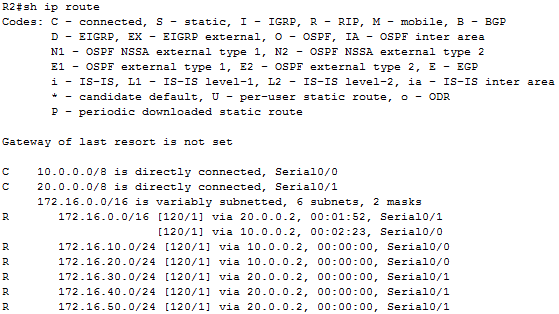 R2#sh ip route
Codes: C - connected, S - static, I - IGRP, R - RIP, M - mobile, B - BGP
       D - EIGRP, EX - EIGRP external, O - OSPF, IA - OSPF inter area
       N1 - OSPF NSSA external type 1, N2 - OSPF NSSA external type 2
       E1 - OSPF external type 1, E2 - OSPF external type 2, E - EGP
       i - IS-IS, L1 - IS-IS level-1, L2 - IS-IS level-2, ia - IS-IS inter area
       * - candidate default, U - per-user static route, o - ODR
       P - periodic downloaded static route
Gateway of last resort is not set
C    10.0.0.0/8 is directly connected, Serial0/0
C    20.0.0.0/8 is directly connected, Serial0/1
     172.16.0.0/16 is variably subnetted, 6 subnets, 2 masks
R       172.16.0.0/16 [120/1] via 20.0.0.2, 00:01:52, Serial0/1
                      [120/1] via 10.0.0.2, 00:02:23, Serial0/0
R       172.16.10.0/24 [120/1] via 10.0.0.2, 00:00:00, Serial0/0
R       172.16.20.0/24 [120/1] via 10.0.0.2, 00:00:00, Serial0/0
R       172.16.30.0/24 [120/1] via 20.0.0.2, 00:00:00, Serial0/1
R       172.16.40.0/24 [120/1] via 20.0.0.2, 00:00:00, Serial0/1
R       172.16.50.0/24 [120/1] via 20.0.0.2, 00:00:00, Serial0/1